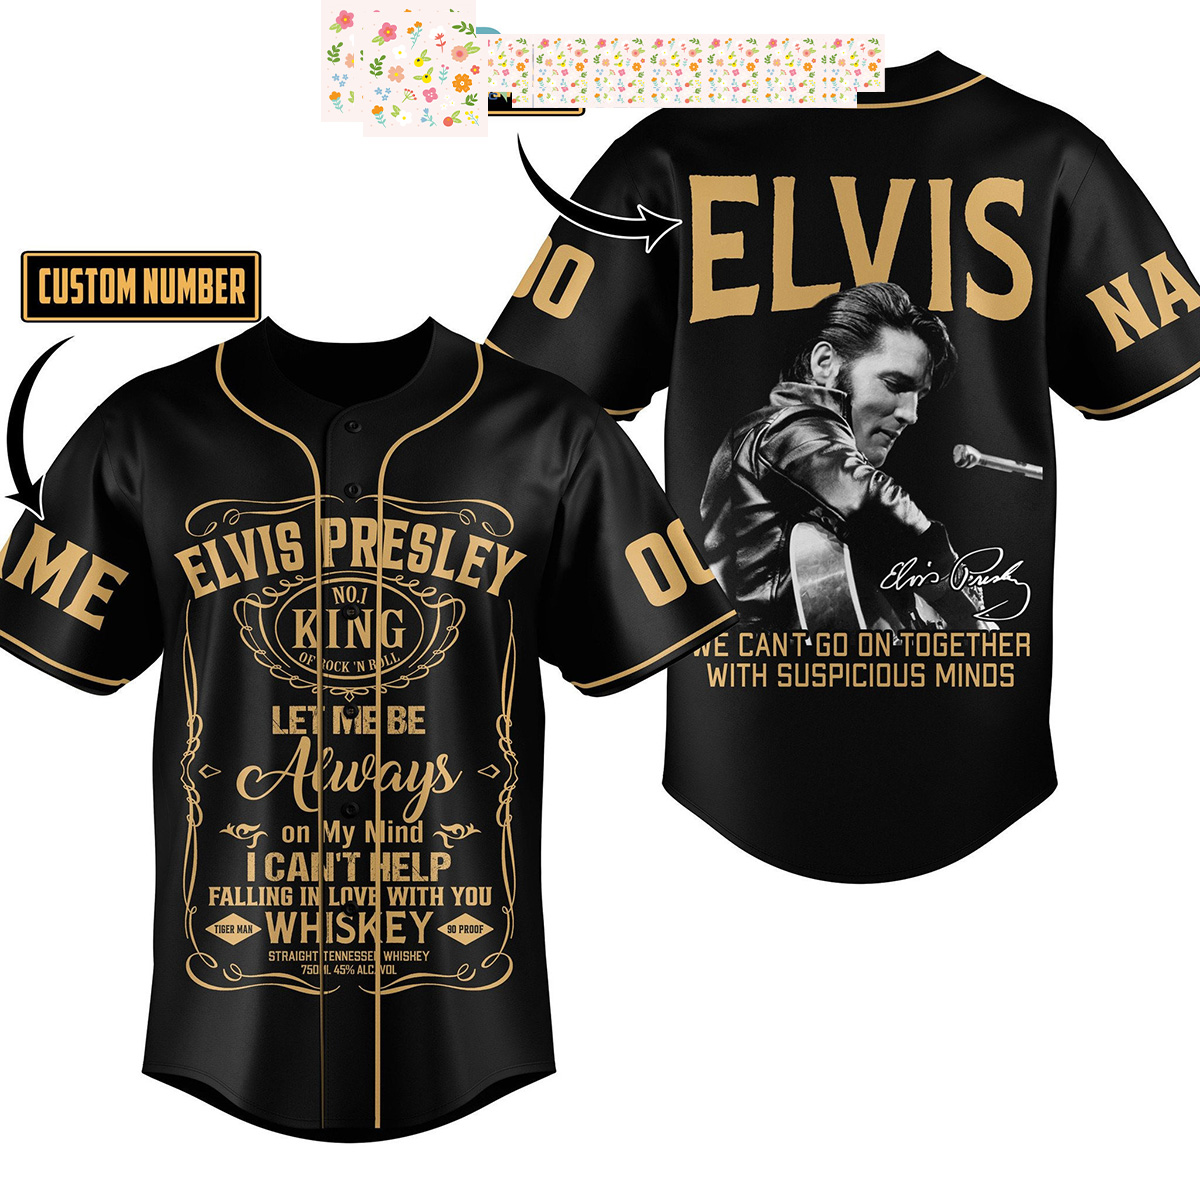 CUSTOM NUMBER
ELVIS
00
NA
AME
00
ELVIS PRESLEY
NO.1
KING
OF ROCK 'N ROLL
LET ME BE
Always
on My Mind
I CAN'T HELP
FALLING IN LOVE WITH YOU
TIGER MAN
WHISKEY
90 PROOF
STRAIGHT TENNESSEE WHISHEY
750ML 45% ALC/VOL
Elvis Presley
WE CAN'T GO ON TOGETHER
WITH SUSPICIOUS MINDS